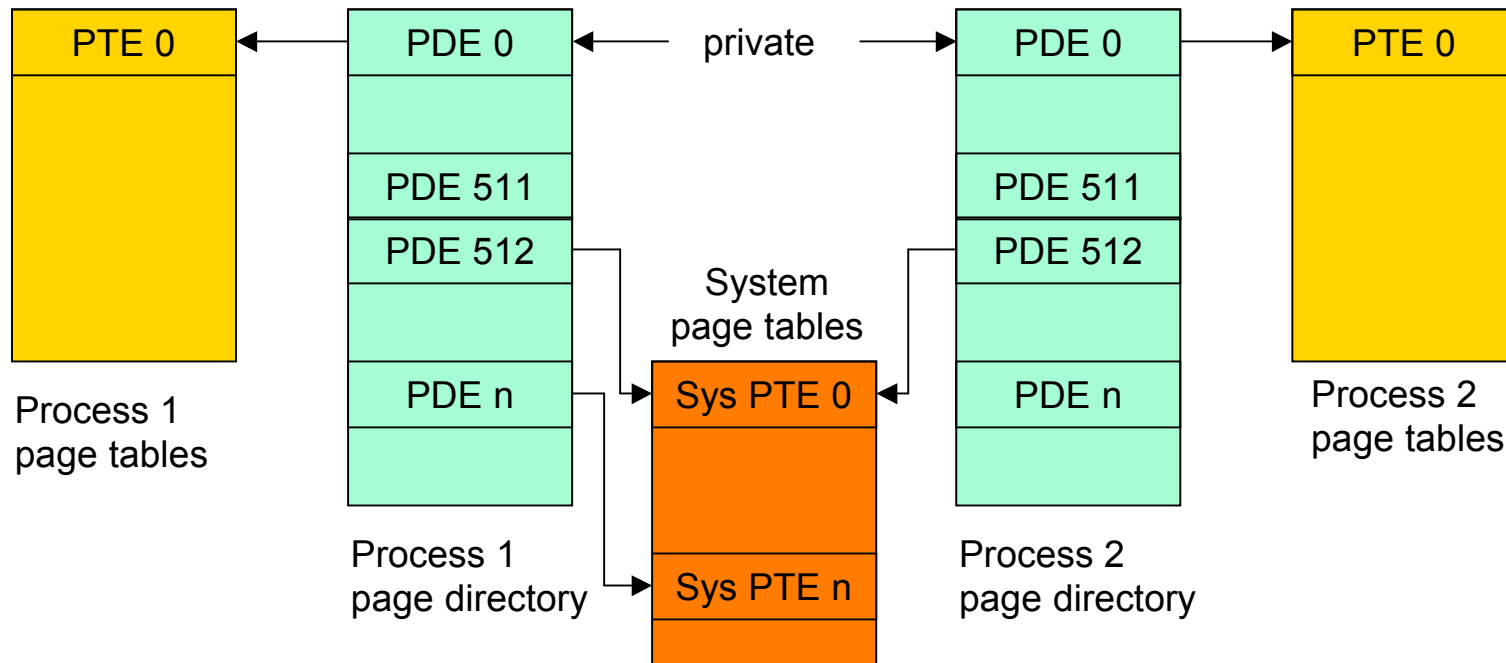 PTE 0
PDE 0
private
PDE 0
PTE 0
PDE 511
PDE 511
PDE 512
PDE 512
System
page tables
PDE n
Sys PTE 0
PDE n
Process 1
page tables
Process 2
page tables
Process 1
page directory
Sys PTE n
Process 2
page directory